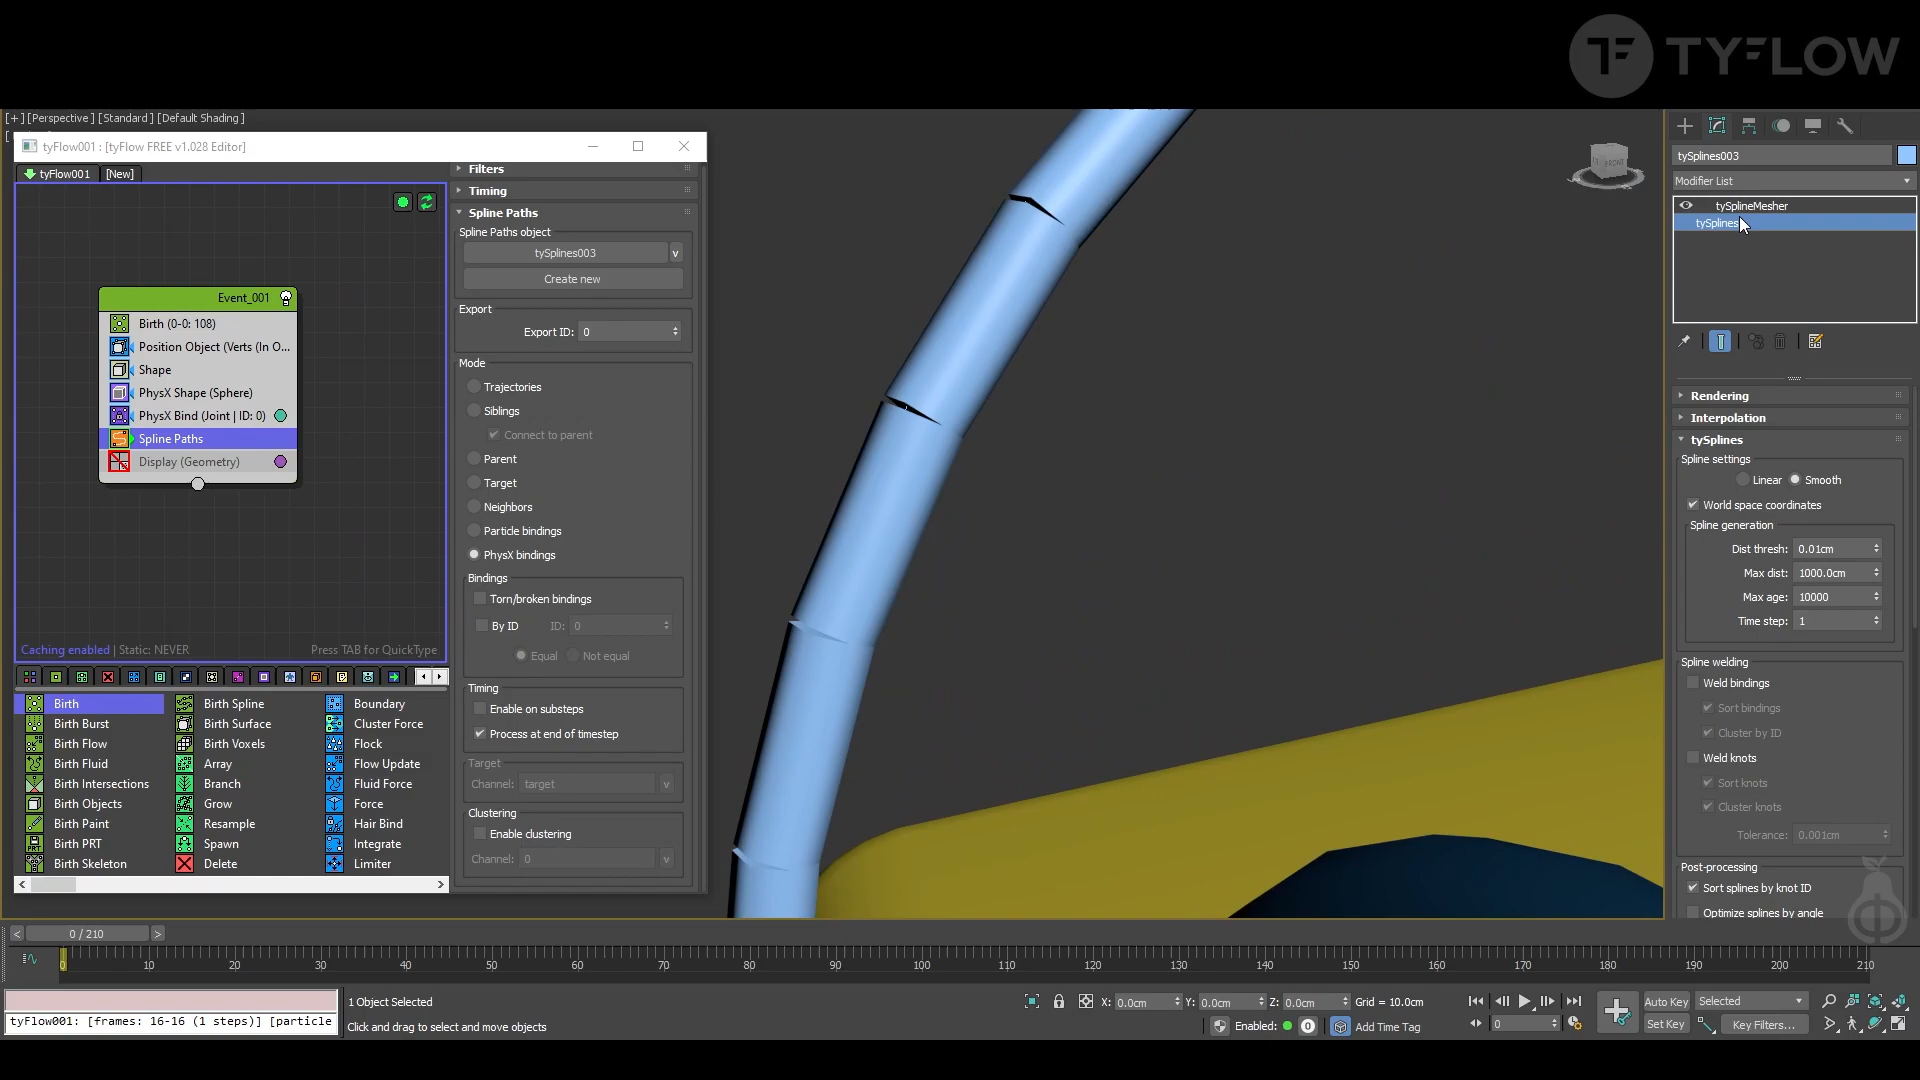 TYFLOW
[+] [Perspective ] [Standard ] [Default Shading ]
tyFlow001 : [tyFlow FREE v1.028 Editor]
tyFlow001
[New]
Event_001
Birth (0-0: 108)
Position Object (Verts (In O...
Shape
PhysX Shape (Sphere)
PhysX Bind (Joint | ID: 0)
Spline Paths
Display (Geometry)
Caching enabled | Static: NEVER
Press TAB for QuickType
Birth
Birth Burst
Birth Flow
Birth Fluid
Birth Intersections
Birth Objects
Birth Paint
Birth PRT
Birth Skeleton
Birth Spline
Birth Surface
Birth Voxels
Array
Branch
Grow
Resample
Spawn
Delete
Boundary
Cluster Force
Flock
Flow Update
Fluid Force
Force
Hair Bind
Integrate
Limiter
Filters
Timing
Spline Paths
Spline Paths object
tySplines003
v
Create new
Export
Export ID: 0
Mode
Trajectories
Siblings
Connect to parent
Parent
Target
Neighbors
Particle bindings
PhysX bindings
Bindings
Torn/broken bindings
By ID ID: 0
Equal Not equal
Timing
Enable on substeps
Process at end of timestep
Target
Channel: target v
Clustering
Enable clustering
Channel: 0 v
FRONT
tySplines003
Modifier List
tySplineMesher
tySplines
Rendering
Interpolation
tySplines
Spline settings
Linear Smooth
World space coordinates
Spline generation
Dist thresh: 0.01cm
Max dist: 1000.0cm
Max age: 10000
Time step: 1
Spline welding
Weld bindings
Sort bindings
Cluster by ID
Weld knots
Sort knots
Cluster knots
Tolerance: 0.001cm
Post-processing
Sort splines by knot ID
Optimize splines by angle
< 0 / 210 >
0 10 20 30 40 50 60 70 80 90 100 110 120 130 140 150 160 170 180 190 200 210
tyFlow001: [frames: 16-16 (1 steps)] [particle
1 Object Selected
Click and drag to select and move objects
X: 0.0cm Y: 0.0cm Z: 0.0cm Grid = 10.0cm
Enabled: 0 Add Time Tag
0
Auto Key Selected
Set Key Key Filters...